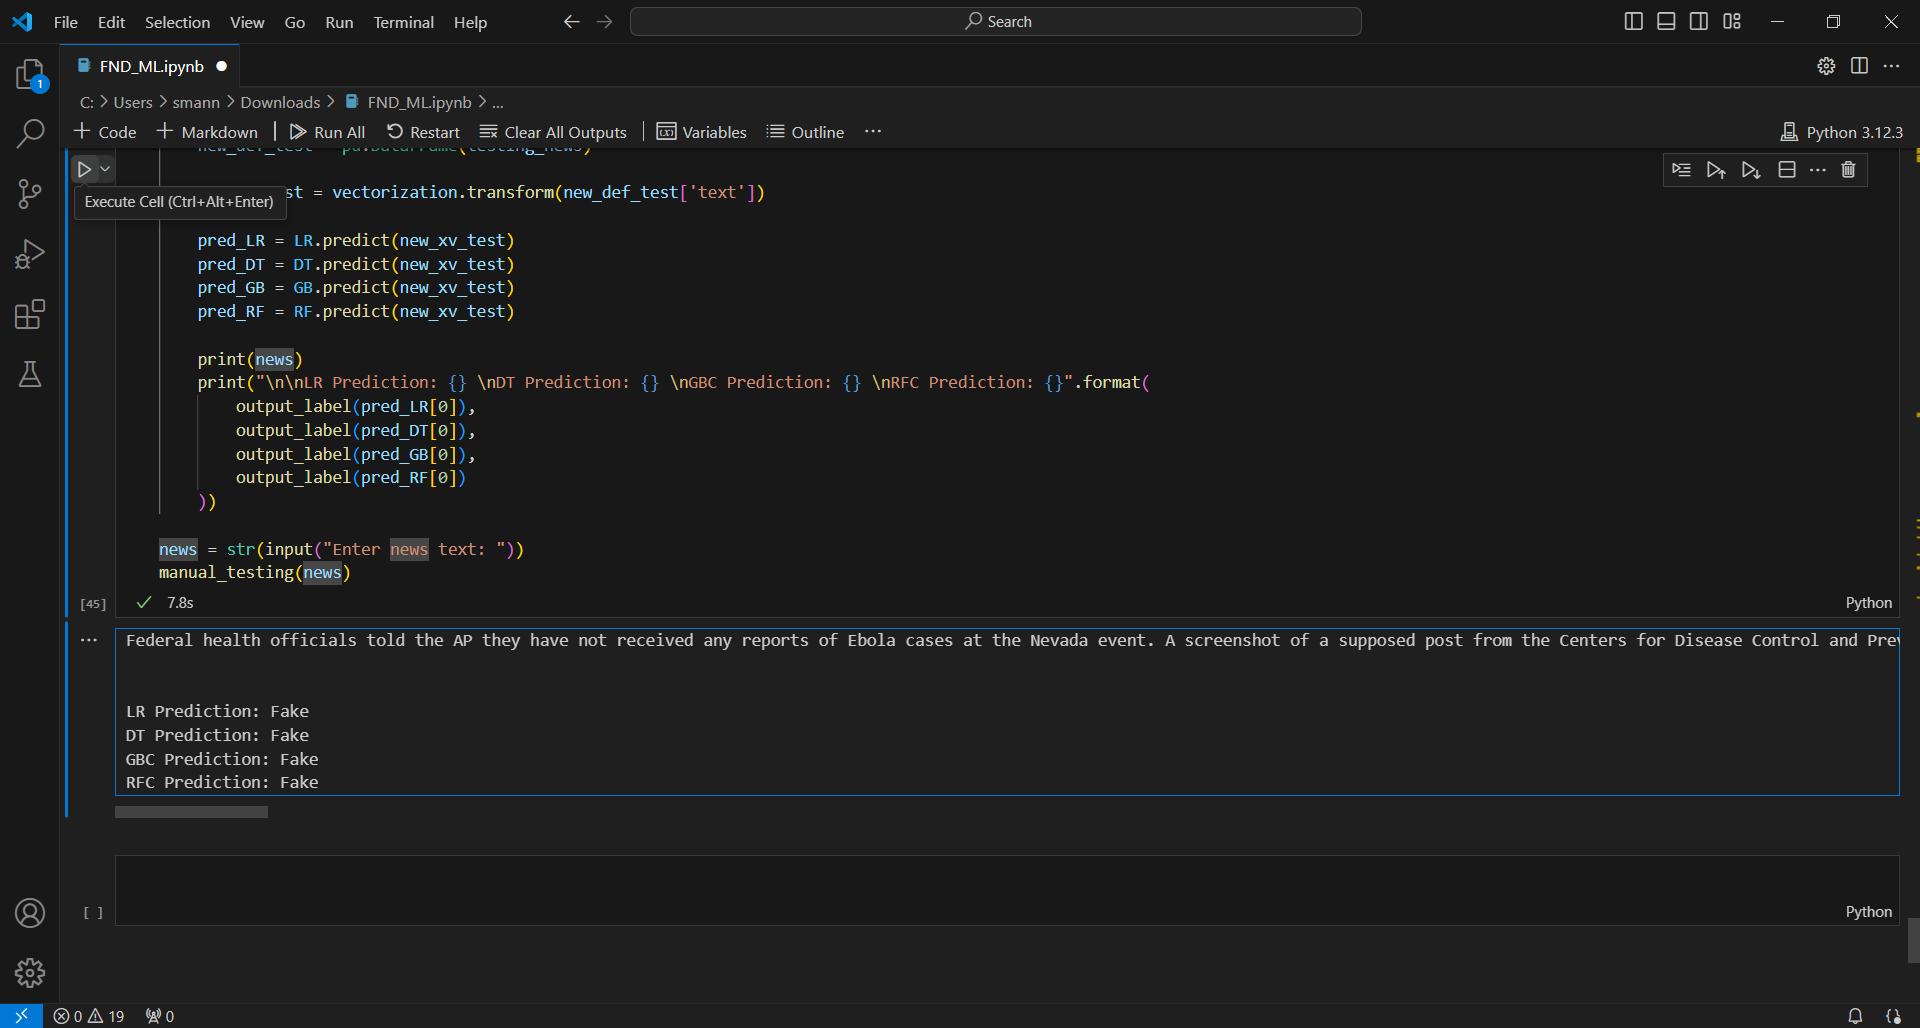 File Edit Selection View Go Run Terminal Help
Search
FND_ML.ipynb
1
C: > Users > smann > Downloads > FND_ML.ipynb > ...
+ Code + Markdown | Run All Restart Clear All Outputs | Variables Outline ...
Python 3.12.3
new_def_test = pd.DataFrame(testing_news)
st = vectorization.transform(new_def_test['text'])
Execute Cell (Ctrl+Alt+Enter)
pred_LR = LR.predict(new_xv_test)
pred_DT = DT.predict(new_xv_test)
pred_GB = GB.predict(new_xv_test)
pred_RF = RF.predict(new_xv_test)
print(news)
print("\n\nLR Prediction: {} \nDT Prediction: {} \nGBC Prediction: {} \nRFC Prediction: {}".format(
output_label(pred_LR[0]),
output_label(pred_DT[0]),
output_label(pred_GB[0]),
output_label(pred_RF[0])
))
news = str(input("Enter news text: "))
manual_testing(news)
[45] 7.8s Python
Federal health officials told the AP they have not received any reports of Ebola cases at the Nevada event. A screenshot of a supposed post from the Centers for Disease Control and Prev
LR Prediction: Fake
DT Prediction: Fake
GBC Prediction: Fake
RFC Prediction: Fake
[ ] Python
0 19 0